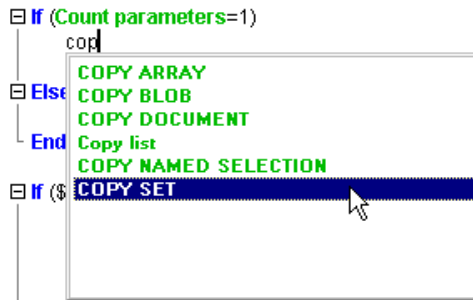 If (Count parameters=1)
cop
COPY ARRAY
Else
COPY BLOB
COPY DOCUMENT
End
Copy list
COPY NAMED SELECTION
If ($
COPY SET